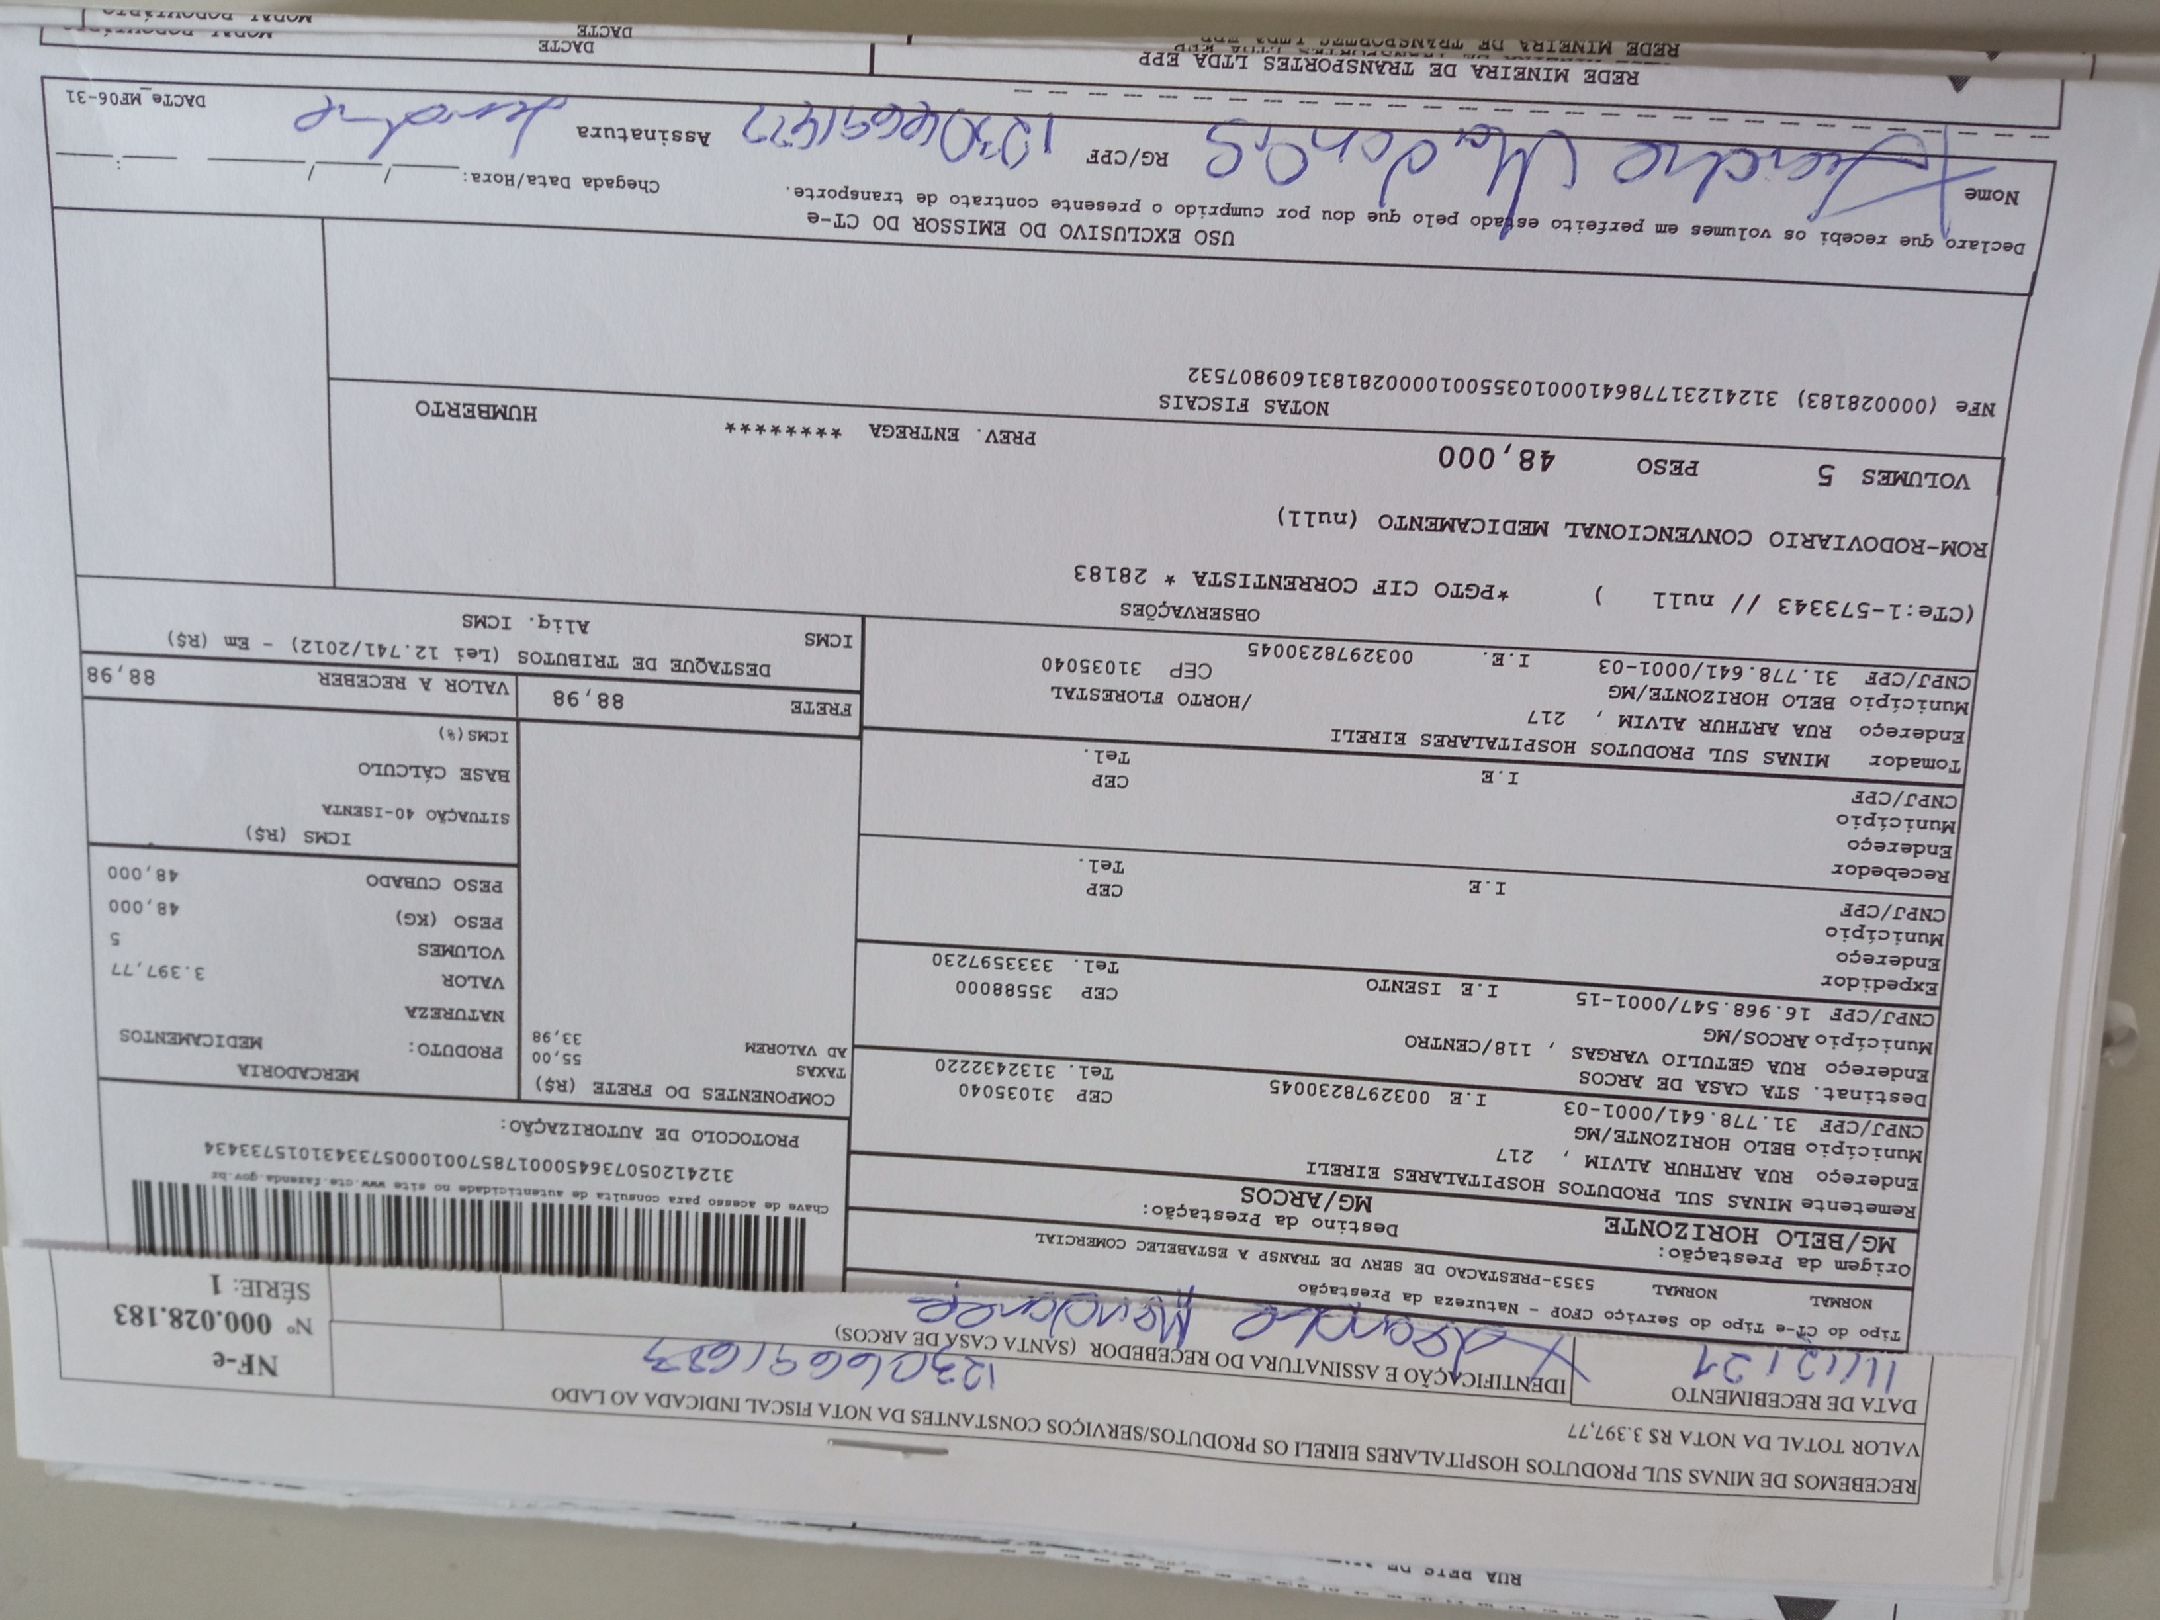 RECEBEMOS DE MINAS SUL PRODUTOS HOSPITALARES EIRELI OS PRODUTOS/SERVIÇOS CONSTANTES DA NOTA FISCAL INDICADA AO LADO
VALOR TOTAL DA NOTA R$ 3.397,77
DATA DE RECEBIMENTO
IDENTIFICAÇÃO E ASSINATURA DO RECEBEDOR (SANTA CASA DE ARCOS)
NF-e
Nº 000.028.183
SÉRIE: 1
Tipo do CT-e Tipo do Serviço CFOP - Natureza da Prestação
NORMAL NORMAL 5353-PRESTACAO DE SERV DE TRANSP A ESTABELEC COMERCIAL
Origem da Prestação: Destino da Prestação:
MG/BELO HORIZONTE MG/ARCOS
Remetente MINAS SUL PRODUTOS HOSPITALARES EIRELI
Endereço RUA ARTHUR ALVIM , 217
Município BELO HORIZONTE/MG CEP 31035040
CNPJ/CPF 31.778.641/0001-03 I.E 0032978230045 Tel. 3132432220
Destinat. STA CASA DE ARCOS
Endereço RUA GETULIO VARGAS , 118/CENTRO
Município ARCOS/MG CEP 35588000
CNPJ/CPF 16.968.547/0001-15 I.E ISENTO Tel. 3333597230
Expedidor
Endereço
Município CEP
CNPJ/CPF I.E Tel.
Recebedor
Endereço
Município CEP
CNPJ/CPF I.E Tel.
Tomador MINAS SUL PRODUTOS HOSPITALARES EIRELI
Endereço RUA ARTHUR ALVIM , 217 /HORTO FLORESTAL
Município BELO HORIZONTE/MG CEP 31035040
CNPJ/CPF 31.778.641/0001-03 I.E. 0032978230045
Chave de acesso para consulta de autenticidade no site www.cte.fazenda.gov.br
31241205073645000178570010005733431015733434
PROTOCOLO DE AUTORIZAÇÃO:
COMPONENTES DO FRETE (R$)
TAXAS 55,00
AD VALOREM 33,98
MERCADORIA
PRODUTO: MEDICAMENTOS
NATUREZA
VALOR 3.397,77
VOLUMES 5
PESO (KG) 48,000
PESO CUBADO 48,000
ICMS (R$)
SITUAÇÃO 40-ISENTA
BASE CÁLCULO
ICMS(%)
FRETE 88,98 VALOR A RECEBER 88,98
DESTAQUE DE TRIBUTOS (Lei 12.741/2012) - Em (R$)
ICMS Aliq. ICMS
OBSERVAÇÕES
(CTe:1-573343 // null ) *PGTO CIF CORRENTISTA * 28183
ROM-RODOVIARIO CONVENCIONAL MEDICAMENTO (null)
VOLUMES 5 PESO 48,000 PREV. ENTREGA ******** HUMBERTO
NOTAS FISCAIS
NFe (000028183) 31241231778641000103550010000281831609807532
USO EXCLUSIVO DO EMISSOR DO CT-e
Declaro que recebi os volumes em perfeito estado pelo que dou por cumprido o presente contrato de transporte.
Chegada Data/Hora: / / :
Nome RG/CPF Assinatura
DACTe_MF06-31
REDE MINEIRA DE TRANSPORTES LTDA EPP DACTE
REDE MINEIRA DE TRANSPORTES LTDA EPP DACTE